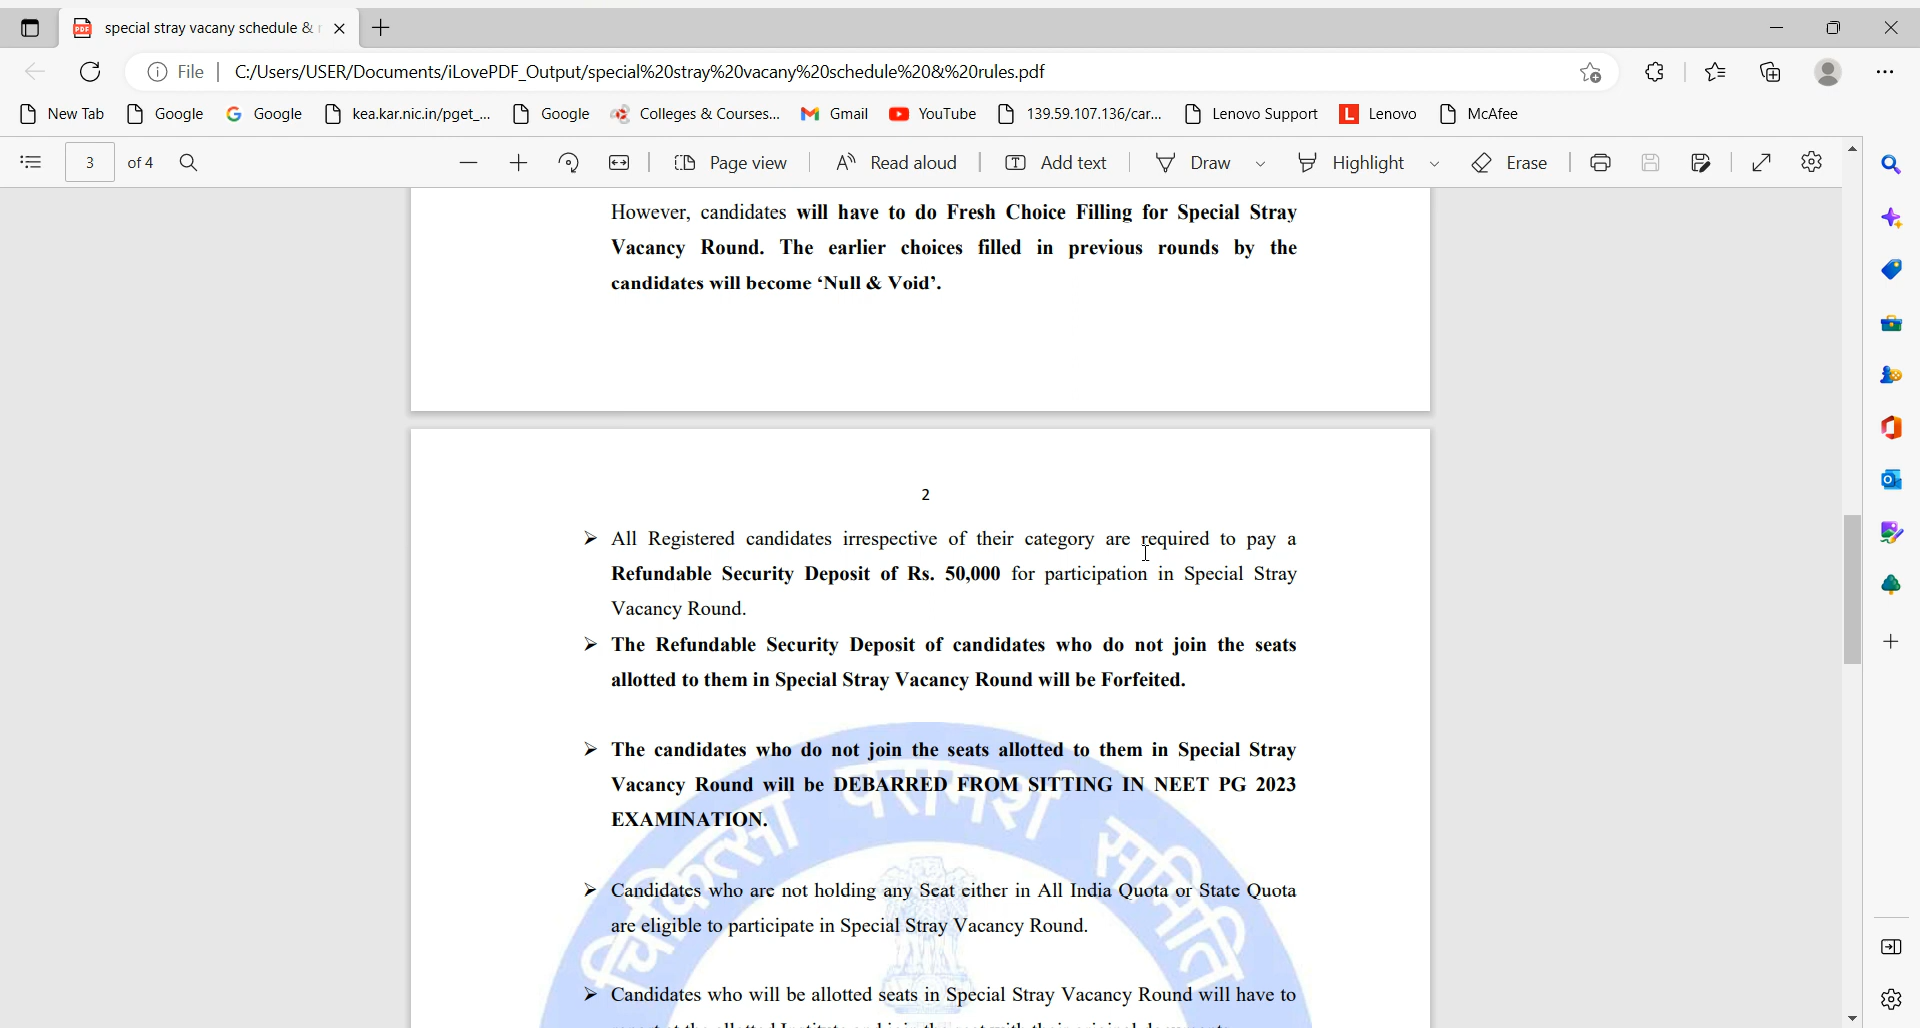 special stray vacany schedule &
File
C:/Users/USER/Documents/iLovePDF_Output/special%20stray%20vacany%20schedule%20&%20rules.pdf
New Tab
Google
Google
kea.kar.nic.in/pget_...
Google
Colleges & Courses...
Gmail
YouTube
139.59.107.136/car...
Lenovo Support
L Lenovo
McAfee
3 of 4
Page view
Read aloud
Add text
Draw
Highlight
Erase
However, candidates will have to do Fresh Choice Filling for Special Stray
Vacancy Round. The earlier choices filled in previous rounds by the
candidates will become ‘Null & Void’.
2
➢ All Registered candidates irrespective of their category are required to pay a
Refundable Security Deposit of Rs. 50,000 for participation in Special Stray
Vacancy Round.
➢ The Refundable Security Deposit of candidates who do not join the seats
allotted to them in Special Stray Vacancy Round will be Forfeited.
➢ The candidates who do not join the seats allotted to them in Special Stray
Vacancy Round will be DEBARRED FROM SITTING IN NEET PG 2023
EXAMINATION.
चिकित्सा परामर्श समिति
➢ Candidates who are not holding any Seat either in All India Quota or State Quota
are eligible to participate in Special Stray Vacancy Round.
➢ Candidates who will be allotted seats in Special Stray Vacancy Round will have to